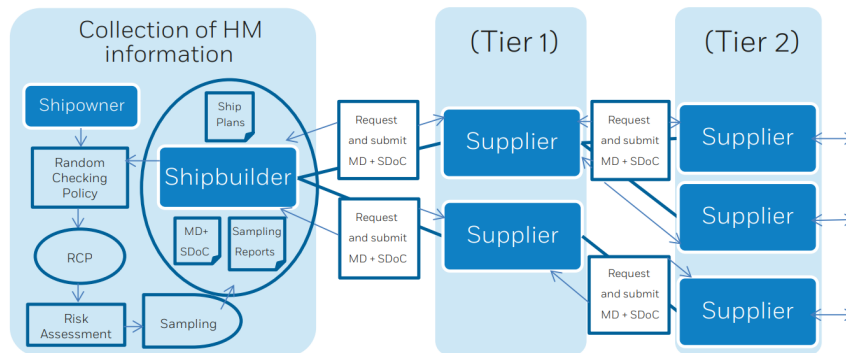 Collection of HM
information
Shipowner
Random
Checking
Policy
RCP
Risk
Assessment
Sampling
Ship
Plans
Shipbuilder
MD+
SDoC
Sampling
Reports
Request
and submit
MD + SDoC
Request
and submit
MD + SDoC
(Tier 1)
Supplier
Supplier
Request
and submit
MD + SDoC
Request
and submit
MD + SDoC
(Tier 2)
Supplier
Supplier
Supplier